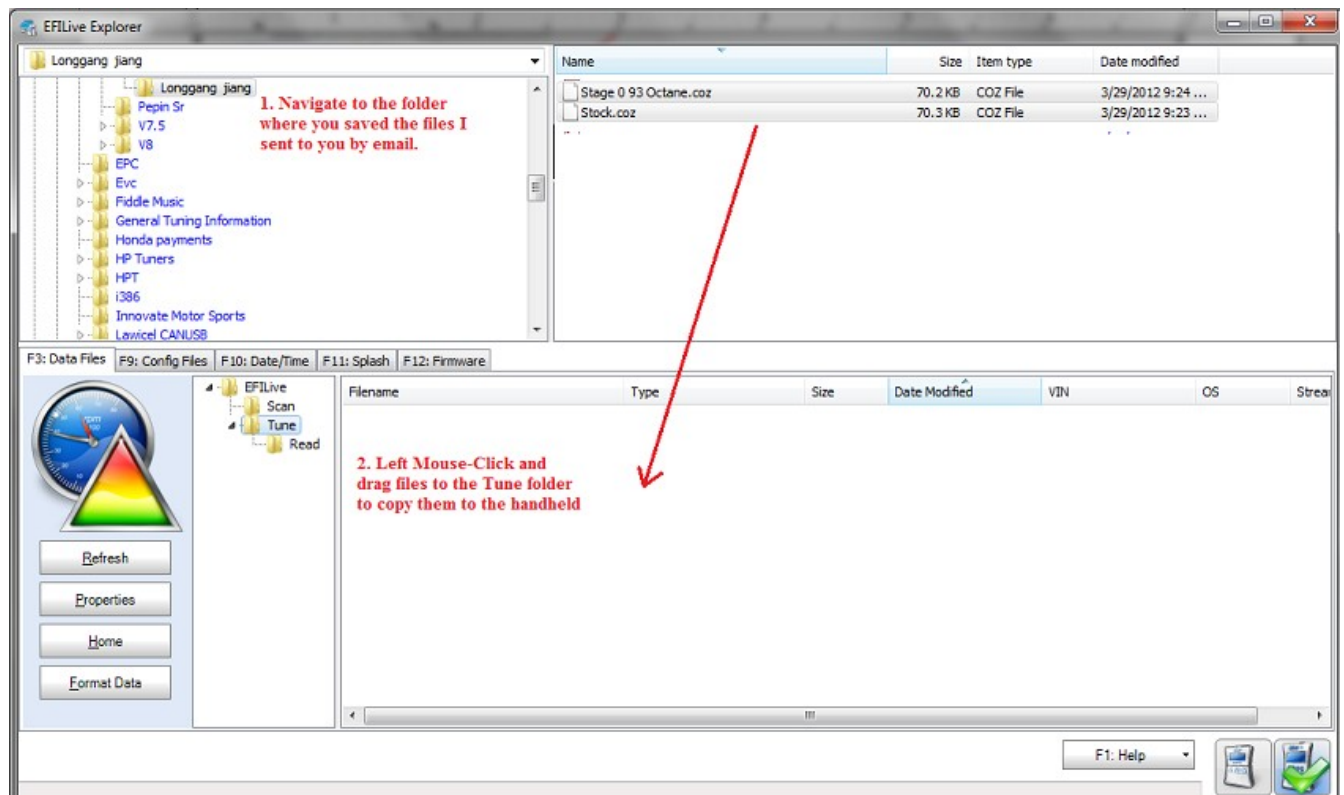 EFILive Explorer
Longgang jiang
Longgang jiang
Pepin Sr
V7.5
V8
EPC
Evc
Fiddle Music
General Tuning Information
Honda payments
HP Tuners
HPT
i386
Innovate Motor Sports
Lawicel CANUSB
1. Navigate to the folder
where you saved the files I
sent to you by email.
Name Size Item type Date modified
Stage 0 93 Octane.coz 70.2 KB COZ File 3/29/2012 9:24 ...
Stock.coz 70.3 KB COZ File 3/29/2012 9:23 ...
F3: Data Files F9: Config Files F10: Date/Time F11: Splash F12: Firmware
EFILive
Scan
Tune
Read
Filename Type Size Date Modified VIN OS Strea
2. Left Mouse-Click and
drag files to the Tune folder
to copy them to the handheld
Refresh
Properties
Home
Format Data
F1: Help